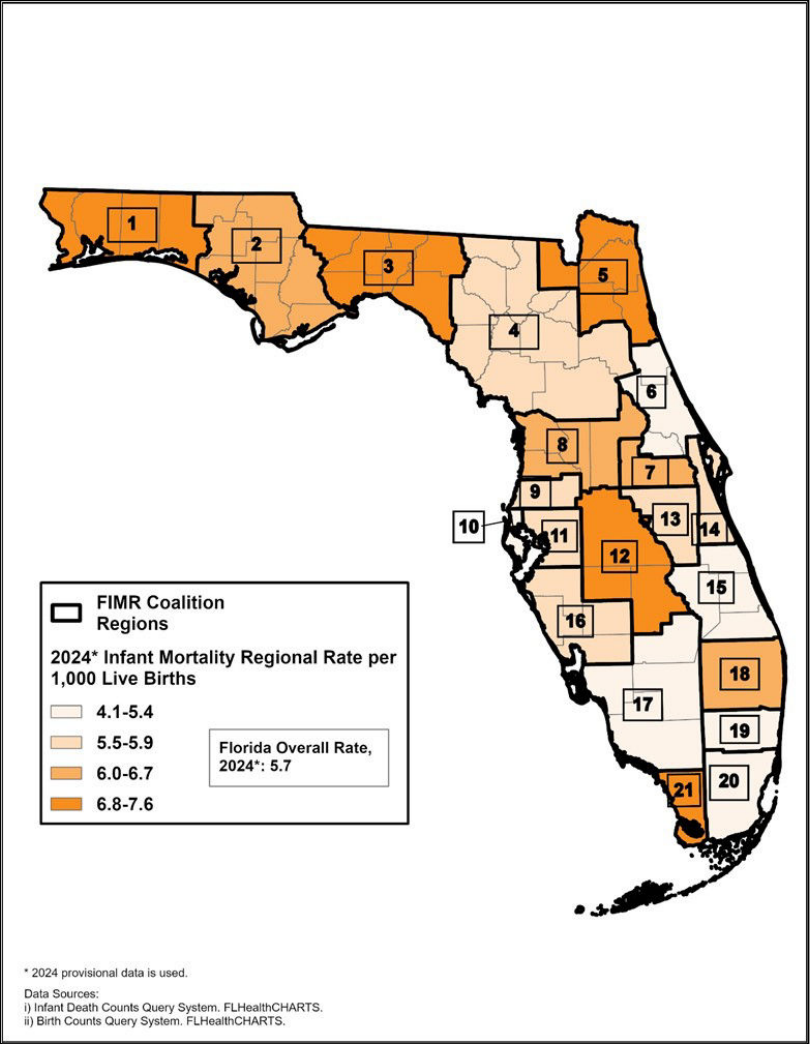 1
2
3
5
4
6
8
7
9
10
11
13
14
12
15
16
17
18
19
20
21
FIMR Coalition
Regions
2024* Infant Mortality Regional Rate per
1,000 Live Births
4.1-5.4
5.5-5.9
6.0-6.7
6.8-7.6
Florida Overall Rate,
2024*: 5.7
* 2024 provisional data is used.
Data Sources:
i) Infant Death Counts Query System. FLHealthCHARTS.
ii) Birth Counts Query System. FLHealthCHARTS.